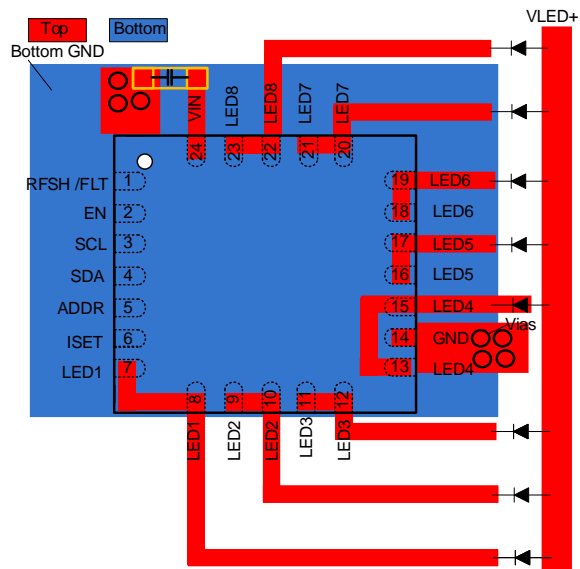 VLED+
Top
Bottom
Bottom GND
VIN
LED8
LED8
LED7
LED7
24
23
22
21
20
RFSH /FLT
1
19
LED6
EN
2
18
LED6
SCL
3
17
LED5
SDA
4
16
LED5
ADDR
5
15
LED4
Vias
ISET
6
14
GND
LED1
7
13
LED4
8
9
10
11
12
LED1
LED2
LED2
LED3
LED3